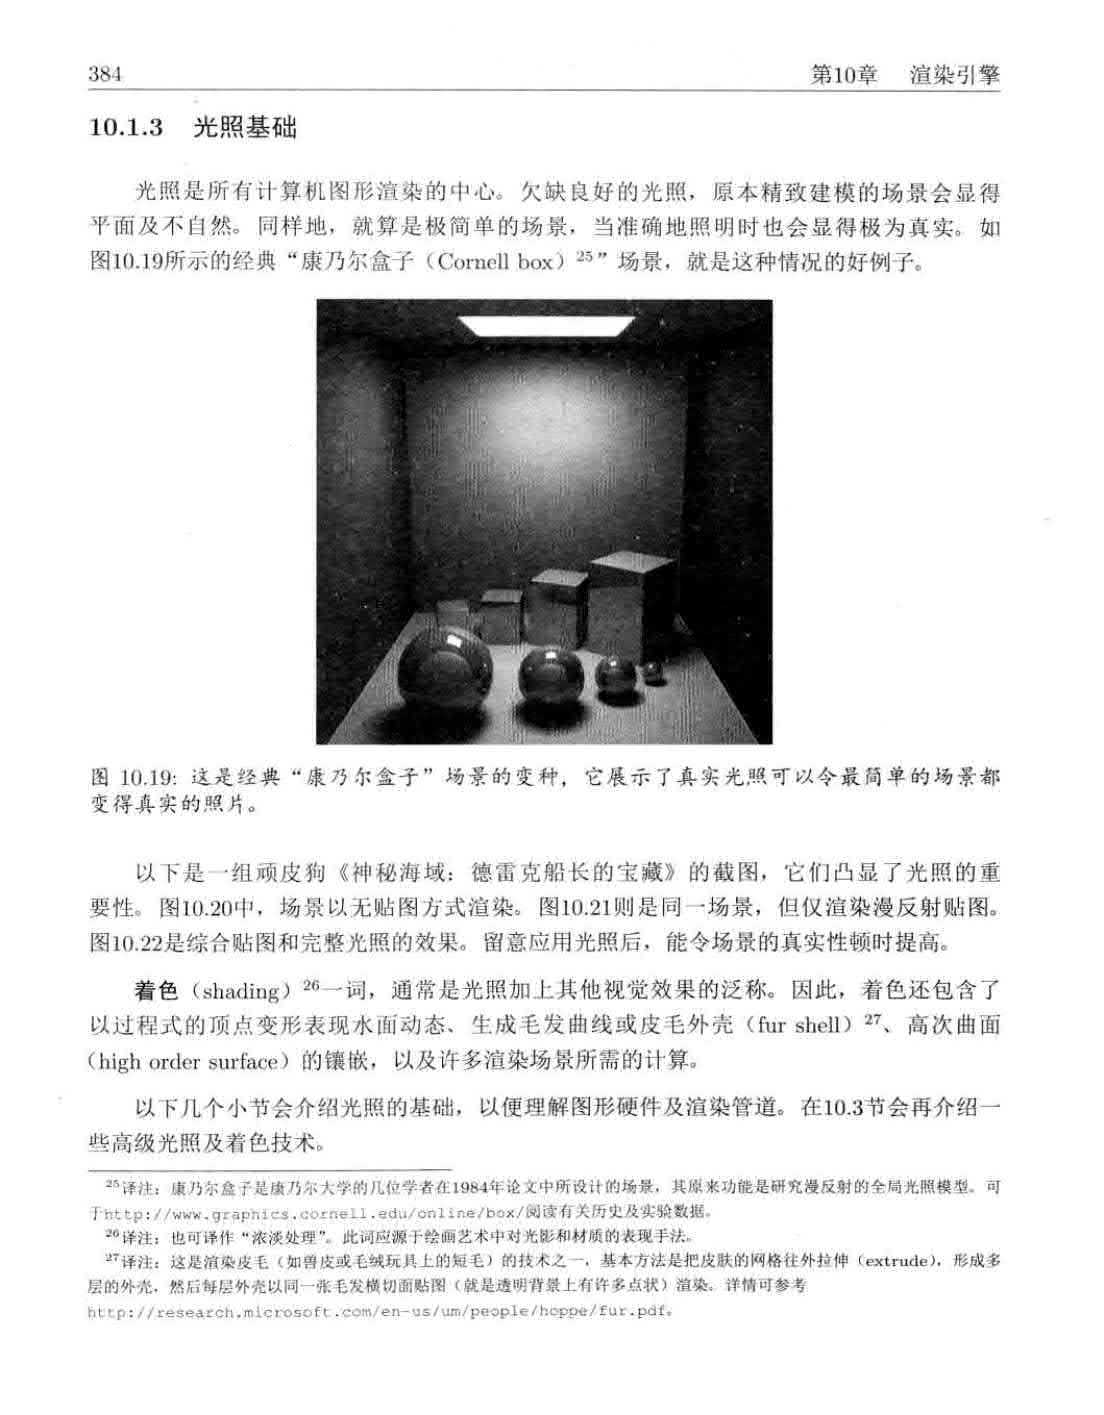 384
第10章 渲染引擎
10.1.3 光照基础
光照是所有计算机图形渲染的中心。欠缺良好的光照，原本精致建模的场景会显得
平面及不自然。同样地，就算是极简单的场景，当准确地照明时也会显得极为真实。如
图10.19所示的经典“康乃尔盒子（Cornell box）25”场景，就是这种情况的好例子。
图 10.19: 这是经典“康乃尔盒子”场景的变种，它展示了真实光照可以令最简单的场景都
变得真实的照片。
以下是一组顽皮狗《神秘海域：德雷克船长的宝藏》的截图，它们凸显了光照的重
要性。图10.20中，场景以无贴图方式渲染。图10.21则是同一场景，但仅渲染漫反射贴图。
图10.22是综合贴图和完整光照的效果。留意应用光照后，能令场景的真实性顿时提高。
着色（shading）26一词，通常是光照加上其他视觉效果的泛称。因此，着色还包含了
以过程式的顶点变形表现水面动态、生成毛发曲线或皮毛外壳（fur shell）27、高次曲面
（high order surface）的镶嵌，以及许多渲染场景所需的计算。
以下几个小节会介绍光照的基础，以便理解图形硬件及渲染管道。在10.3节会再介绍一
些高级光照及着色技术。
25译注：康乃尔盒子是康乃尔大学的几位学者在1984年论文中所设计的场景，其原来功能是研究漫反射的全局光照模型。可
于http://www.graphics.cornell.edu/online/box/阅读有关历史及实验数据。
26译注：也可译作“浓淡处理”。此词应源于绘画艺术中对光影和材质的表现手法。
27译注：这是渲染皮毛（如兽皮或毛绒玩具上的短毛）的技术之一，基本方法是把皮肤的网格往外拉伸（extrude），形成多
层的外壳，然后每层外壳以同一张毛发横切面贴图（就是透明背景上有许多点状）渲染。详情可参考
http://research.microsoft.com/en-us/um/people/hoppe/fur.pdf。